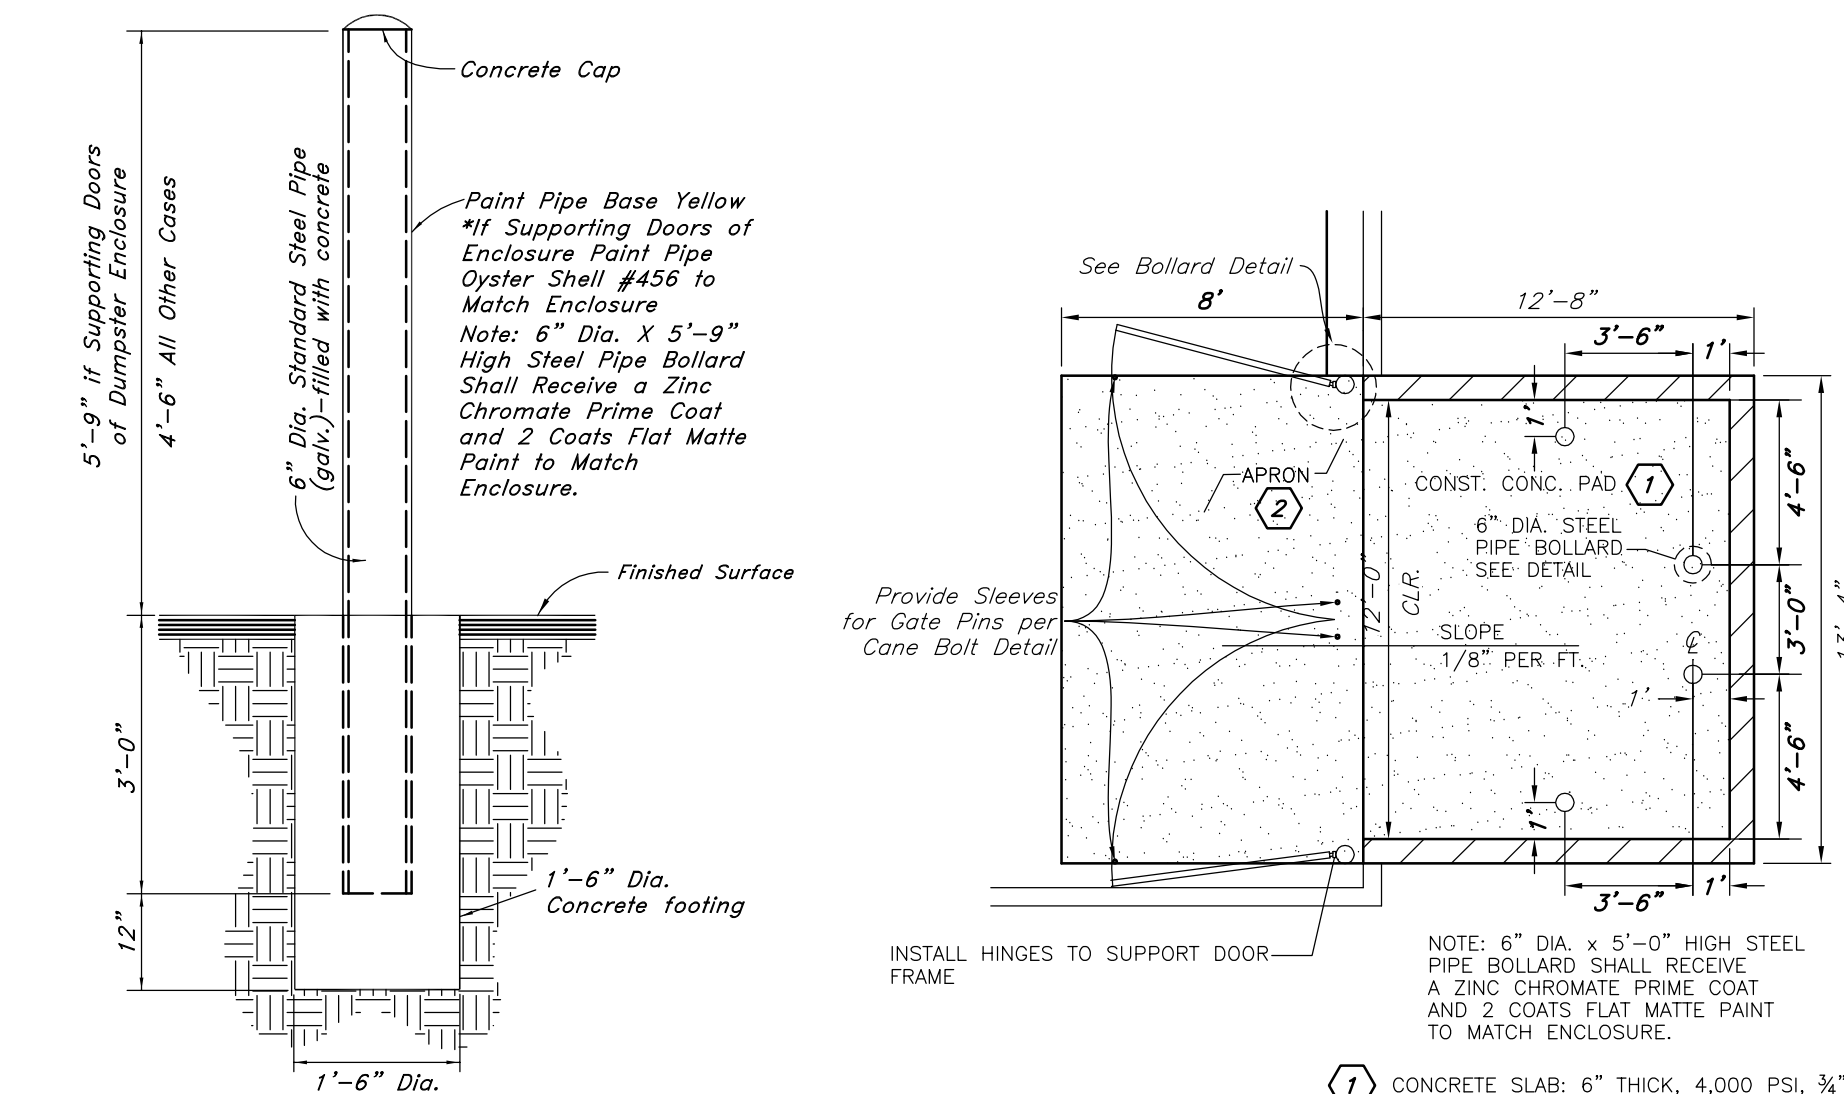 Concrete Cap
5'-9" if Supporting Doors
of Dumpster Enclosure
4'-6" All Other Cases
6" Dia. Standard Steel Pipe
(galv.)-filled with concrete
Paint Pipe Base Yellow
*If Supporting Doors of
Enclosure Paint Pipe
Oyster Shell #456 to
Match Enclosure
Note: 6" Dia. X 5'-9"
High Steel Pipe Bollard
Shall Receive a Zinc
Chromate Prime Coat
and 2 Coats Flat Matte
Paint to Match
Enclosure.
Finished Surface
3'-0"
12"
1'-6" Dia.
Concrete footing
1'-6" Dia.
See Bollard Detail
8'
12'-8"
3'-6"
1'
1'
APRON
2
CONST. CONC. PAD
1
6" DIA. STEEL
PIPE BOLLARD
SEE DETAIL
4'-6"
Provide Sleeves
for Gate Pins per
Cane Bolt Detail
12'-0"
CLR.
SLOPE
1/8" PER FT.
℄
3'-0"
1'
4'-6"
1'
3'-6"
1'
INSTALL HINGES TO SUPPORT DOOR
FRAME
NOTE: 6" DIA. x 5'-0" HIGH STEEL
PIPE BOLLARD SHALL RECEIVE
A ZINC CHROMATE PRIME COAT
AND 2 COATS FLAT MATTE PAINT
TO MATCH ENCLOSURE.
1 CONCRETE SLAB: 6" THICK, 4,000 PSI, ¾"